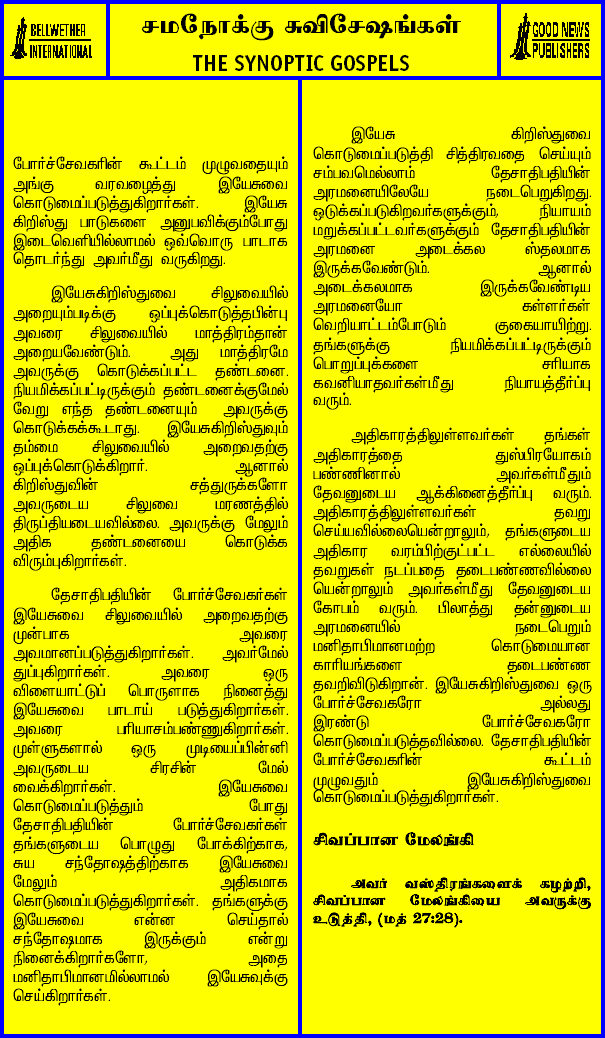 BELLWETHER
INTERNATIONAL
சமநோக்கு சுவிசேஷங்கள்
THE SYNOPTIC GOSPELS
GOOD NEWS
PUBLISHERS
போர்ச்சேவகரின் கூட்டம் முழுவதையும்
அங்கு வரவழைத்து இயேசுவை
கொடுமைப்படுத்துகிறார்கள். இயேசு
கிறிஸ்து பாடுகளை அனுபவிக்கும்போது
இடைவெளியில்லாமல் ஒவ்வொரு பாடாக
தொடர்ந்து அவர்மீது வருகிறது.
இயேசுகிறிஸ்துவை சிலுவையில்
அறையும்படிக்கு ஒப்புக்கொடுத்தபின்பு
அவரை சிலுவையில் மாத்திரம்தான்
அறையவேண்டும். அது மாத்திரமே
அவருக்கு கொடுக்கப்பட்ட தண்டனை.
நியமிக்கப்பட்டிருக்கும் தண்டனைக்குமேல்
வேறு எந்த தண்டனையும் அவருக்கு
கொடுக்கக்கூடாது. இயேசுகிறிஸ்துவும்
தம்மை சிலுவையில் அறைவதற்கு
ஒப்புக்கொடுக்கிறார். ஆனால்
கிறிஸ்துவின் சத்துருக்களோ
அவருடைய சிலுவை மரணத்தில்
திருப்தியடையவில்லை. அவருக்கு மேலும்
அதிக தண்டனையை கொடுக்க
விரும்புகிறார்கள்.
தேசாதிபதியின் போர்ச்சேவகர்கள்
இயேசுவை சிலுவையில் அறைவதற்கு
முன்பாக அவரை
அவமானப்படுத்துகிறார்கள். அவர்மேல்
துப்புகிறார்கள். அவரை ஒரு
விளையாட்டுப் பொருளாக நினைத்து
இயேசுவை பாடாய் படுத்துகிறார்கள்.
அவரை பரியாசம்பண்ணுகிறார்கள்.
முள்ளுகளால் ஒரு முடியைப்பின்னி
அவருடைய சிரசின் மேல்
வைக்கிறார்கள். இயேசுவை
கொடுமைப்படுத்தும் போது
தேசாதிபதியின் போர்ச்சேவகர்கள்
தங்களுடைய பொழுது போக்கிற்காக,
சுய சந்தோஷத்திற்காக இயேசுவை
மேலும் அதிகமாக
கொடுமைப்படுத்துகிறார்கள். தங்களுக்கு
இயேசுவை என்ன செய்தால்
சந்தோஷமாக இருக்கும் என்று
நினைக்கிறார்களோ, அதை
மனிதாபிமானமில்லாமல் இயேசுவுக்கு
செய்கிறார்கள்.
இயேசு கிறிஸ்துவை
கொடுமைப்படுத்தி சித்திரவதை செய்யும்
சம்பவமெல்லாம் தேசாதிபதியின்
அரமனையிலேயே நடைபெறுகிறது.
ஒடுக்கப்படுகிறவர்களுக்கும், நியாயம்
மறுக்கப்பட்டவர்களுக்கும் தேசாதிபதியின்
அரமனை அடைக்கல ஸ்தலமாக
இருக்கவேண்டும். ஆனால்
அடைக்கலமாக இருக்கவேண்டிய
அரமனையோ கள்ளர்கள்
வெறியாட்டம்போடும் குகையாயிற்று.
தங்களுக்கு நியமிக்கப்பட்டிருக்கும்
பொறுப்புக்களை சரியாக
கவனியாதவர்கள்மீது நியாயத்தீர்ப்பு
வரும்.
அதிகாரத்திலுள்ளவர்கள் தங்கள்
அதிகாரத்தை துஸ்பிரயோகம்
பண்ணினால் அவர்கள்மீதும்
தேவனுடைய ஆக்கினைத்தீர்ப்பு வரும்.
அதிகாரத்திலுள்ளவர்கள் தவறு
செய்யவில்லையென்றாலும், தங்களுடைய
அதிகார வரம்பிற்குட்பட்ட எல்லையில்
தவறுகள் நடப்பதை தடைபண்ணவில்லை
யென்றாலும் அவர்கள்மீது தேவனுடைய
கோபம் வரும். பிலாத்து தன்னுடைய
அரமனையில் நடைபெறும்
மனிதாபிமானமற்ற கொடுமையான
காரியங்களை தடைபண்ண
தவறிவிடுகிறான். இயேசுகிறிஸ்துவை ஒரு
போர்ச்சேவகரோ அல்லது
இரண்டு போர்ச்சேவகரோ
கொடுமைப்படுத்தவில்லை. தேசாதிபதியின்
போர்ச்சேவகரின் கூட்டம்
முழுவதும் இயேசுகிறிஸ்துவை
கொடுமைப்படுத்துகிறார்கள்.
சிவப்பான மேலங்கி
அவர் வஸ்திரங்களைக் கழற்றி,
சிவப்பான மேலங்கியை அவருக்கு
உடுத்தி, (மத் 27:28).